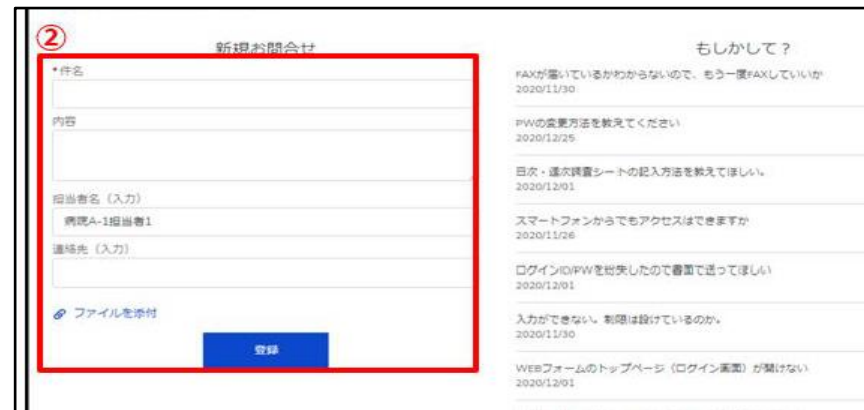 ②
新規お問合せ
*件名
内容
担当者名（入力）
病院A-1担当者1
連絡先（入力）
ファイルを添付
登録
もしかして？
FAXが届いているかわからないので、もう一度FAXしていいか
2020/11/30
PWの変更方法を教えてください
2020/12/25
日次・週次調査シートの記入方法を教えてほしい。
2020/12/01
スマートフォンからでもアクセスはできますか
2020/11/26
ログインID/PWを紛失したので書面で送ってほしい
2020/12/01
入力ができない。制限は設けているのか。
2020/11/30
WEBフォームのトップページ（ログイン画面）が開けない
2020/12/01